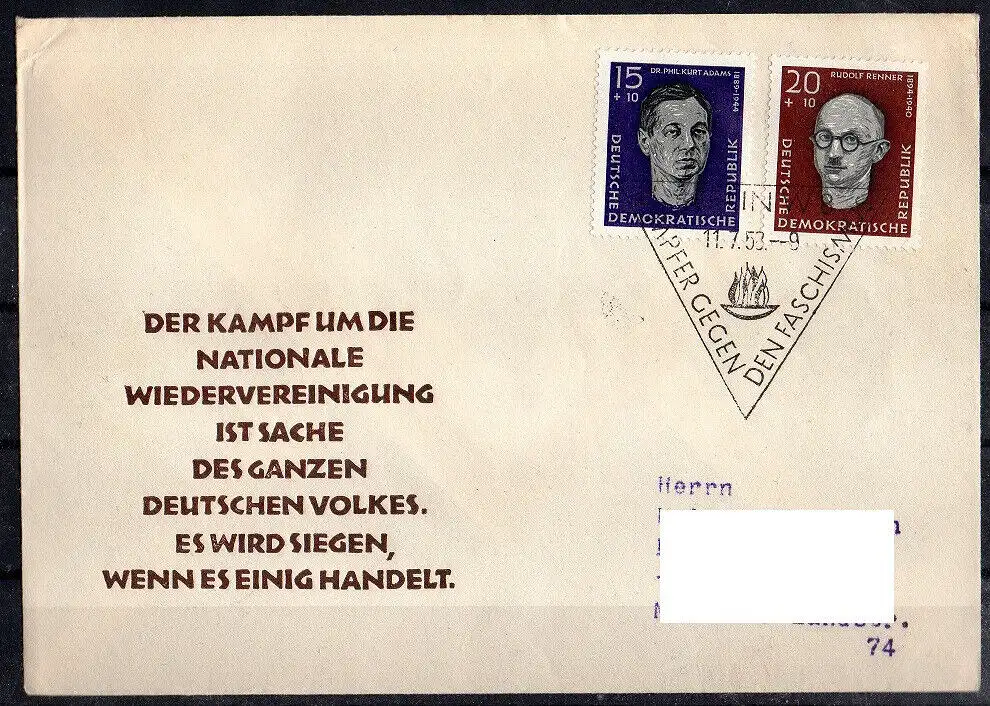 15
+ 10
DR. PHIL. KURT ADAMS
1889-1944
DEUTSCHE
DEMOKRATISCHE
REPUBLIK
20
+ 10
RUDOLF RENNER
1894-1940
DEUTSCHE
DEMOKRATISCHE
REPUBLIK
11.7.58.--9
GEGEN
DEN FASCHISM
DER KAMPF UM DIE
NATIONALE
WIEDERVEREINIGUNG
IST SACHE
DES GANZEN
DEUTSCHEN VOLKES.
ES WIRD SIEGEN,
WENN ES EINIG HANDELT.
Herrn
74